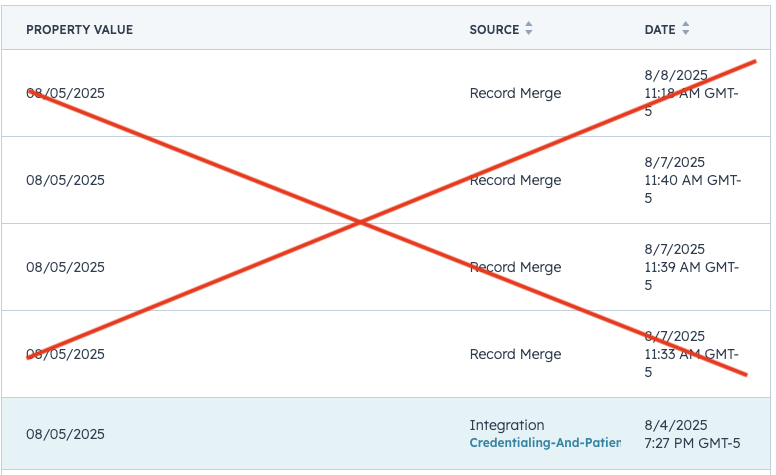 PROPERTY VALUE SOURCE DATE
08/05/2025 Record Merge 8/8/2025
11:18 AM GMT-
5
08/05/2025 Record Merge 8/7/2025
11:40 AM GMT-
5
08/05/2025 Record Merge 8/7/2025
11:39 AM GMT-
5
08/05/2025 Record Merge 8/7/2025
11:33 AM GMT-
5
08/05/2025 Integration 8/4/2025
Credentialing-And-Patien 7:27 PM GMT-5